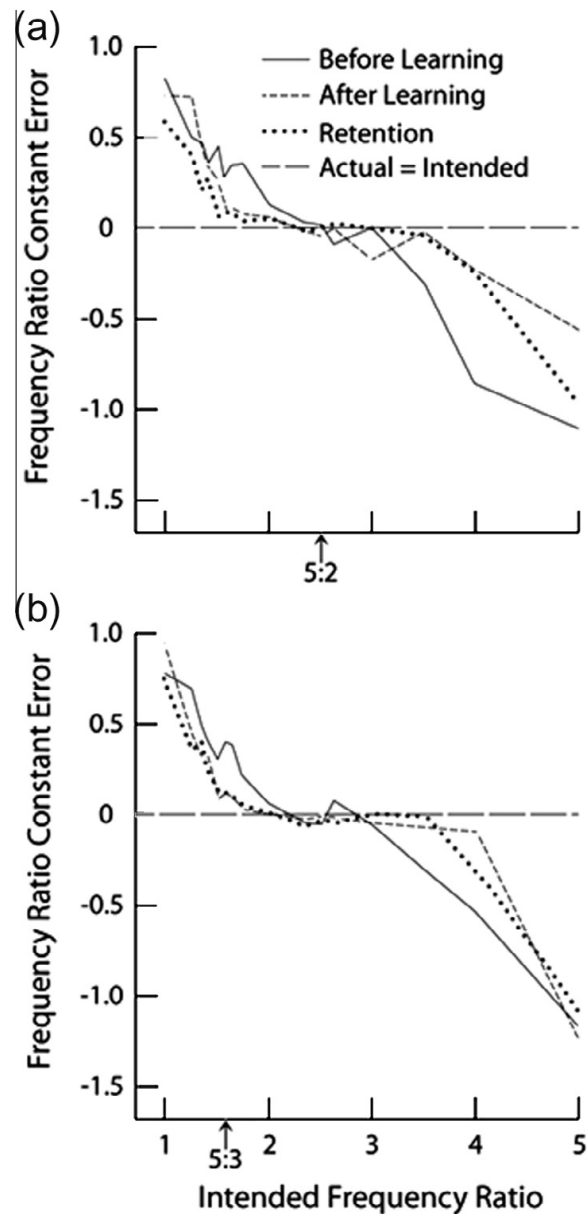 (a)
1.0
Before Learning
After Learning
0.5
Retention
Actual = Intended
0
-0.5
-1.0
-1.5
Frequency Ratio Constant Error
5:2
(b)
1.0
0.5
0
-0.5
-1.0
-1.5
Frequency Ratio Constant Error
1 2 3 4 5
5:3
Intended Frequency Ratio